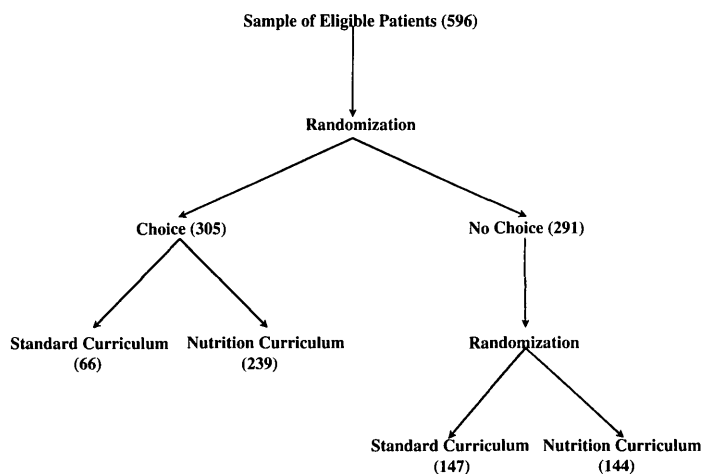 Sample of Eligible Patients (596)
Randomization
Choice (305)
No Choice (291)
Standard Curriculum
(66)
Nutrition Curriculum
(239)
Randomization
Standard Curriculum
(147)
Nutrition Curriculum
(144)